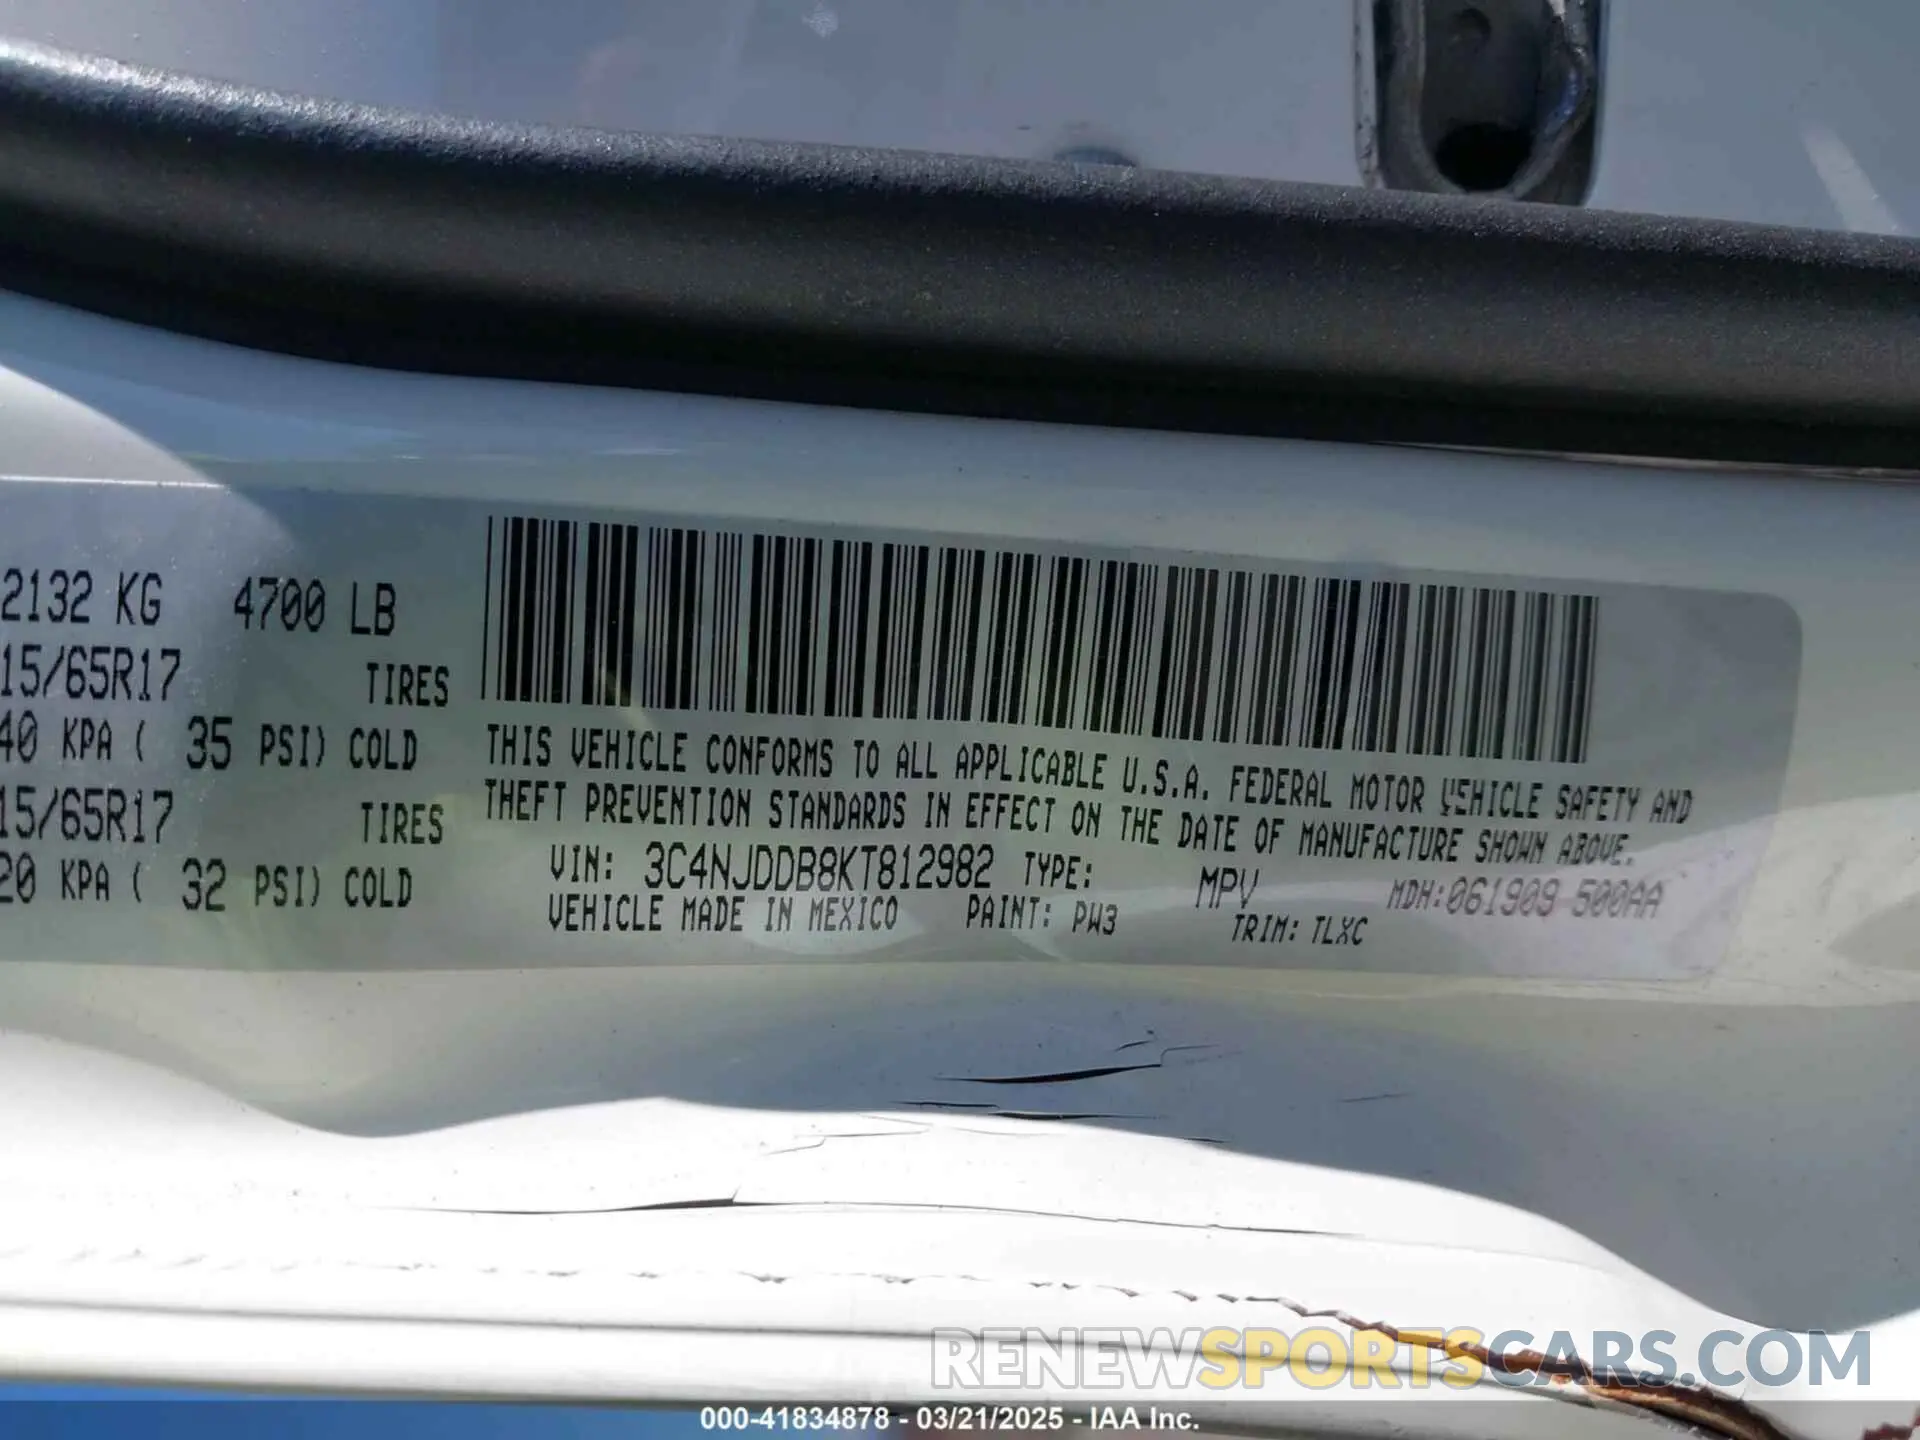 2132 KG 4700 LB
15/65R17 TIRES
40 KPA ( 35 PSI) COLD
15/65R17 TIRES
20 KPA ( 32 PSI) COLD
THIS VEHICLE CONFORMS TO ALL APPLICABLE U.S.A. FEDERAL MOTOR VEHICLE SAFETY AND
THEFT PREVENTION STANDARDS IN EFFECT ON THE DATE OF MANUFACTURE SHOWN ABOVE.
VIN: 3C4NJDDB8KT812982 TYPE: MPV MDH:061909 500AA
VEHICLE MADE IN MEXICO PAINT: PW3 TRIM: TLXC
RENEWSPORTSCARS.COM
000-41834878 - 03/21/2025 - IAA Inc.